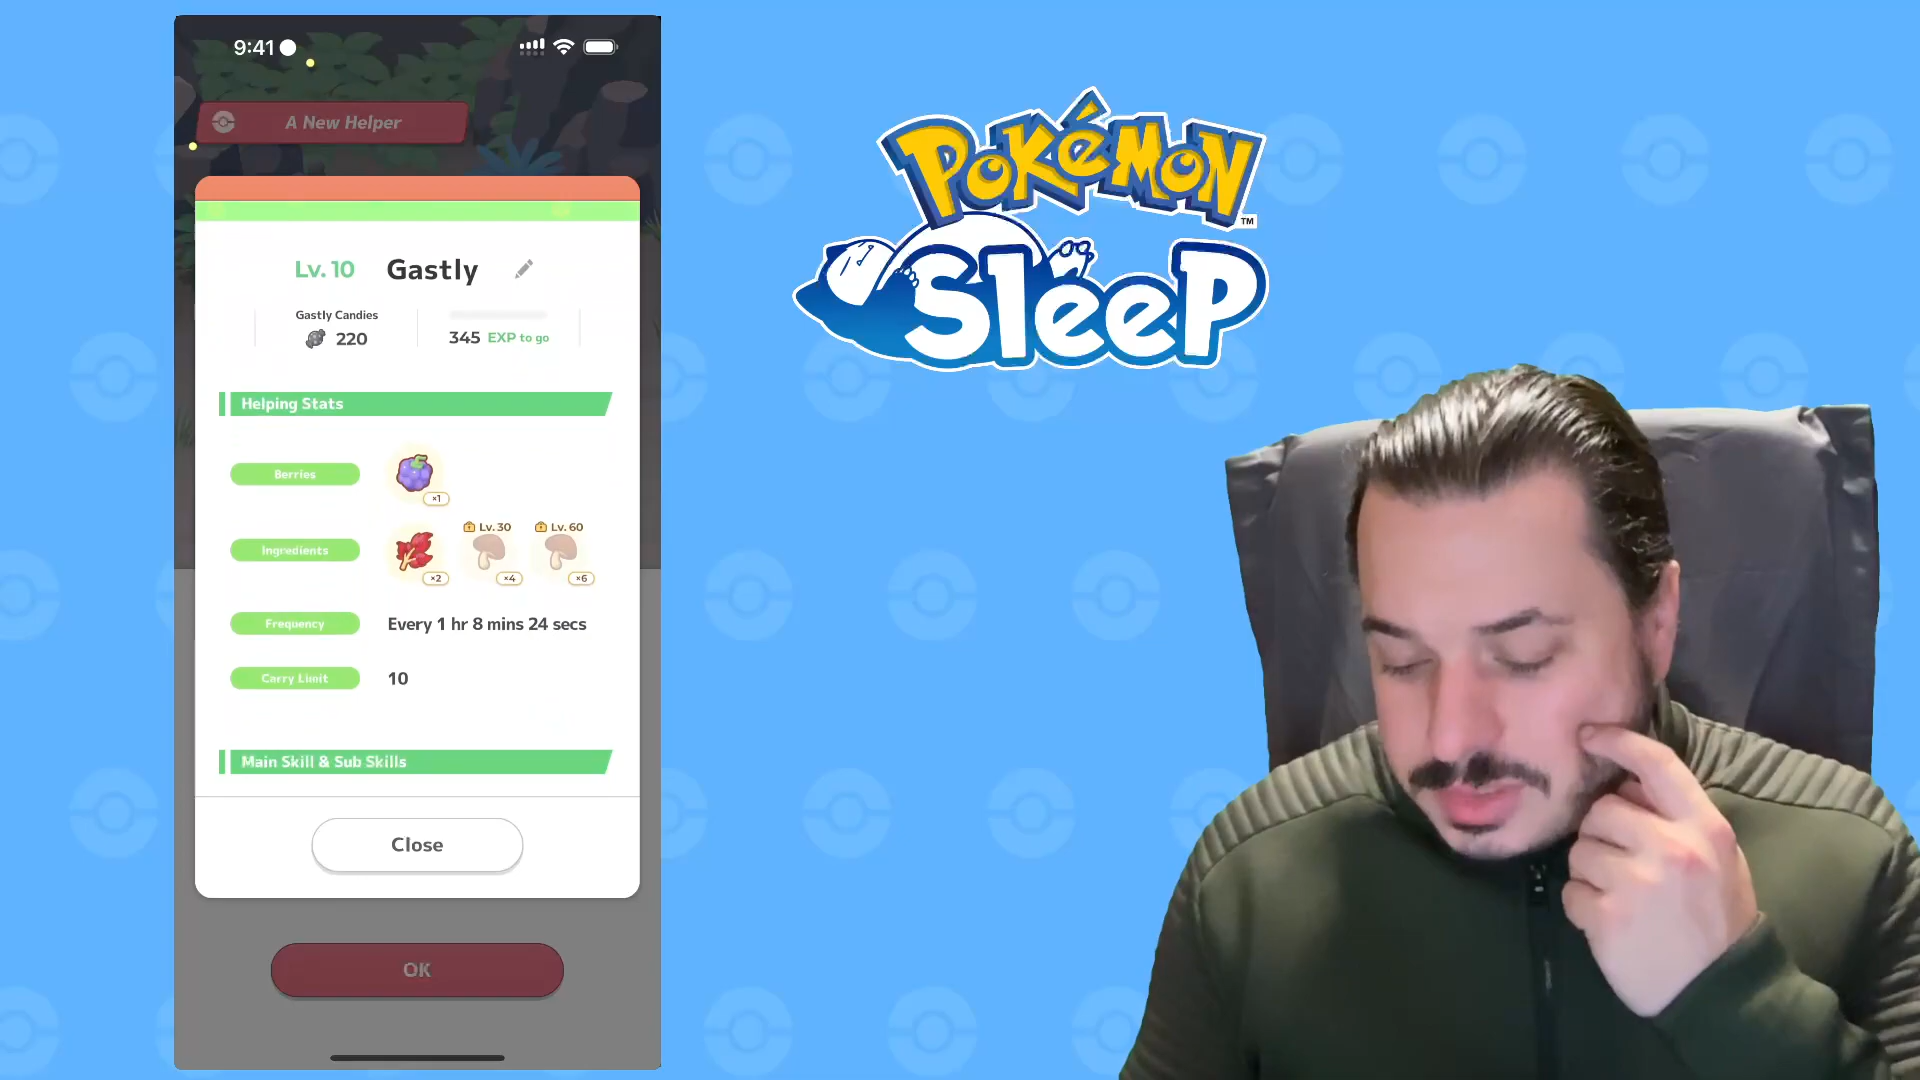 9:41
A New Helper
Lv. 10 Gastly
Gastly Candies
220
345 EXP to go
Helping Stats
Berries
×1
Ingredients
Lv. 30
Lv. 60
×2
×4
×6
Frequency
Every 1 hr 8 mins 24 secs
Carry Limit
10
Main Skill & Sub Skills
Close
OK
POKéMON
TM
Sleep